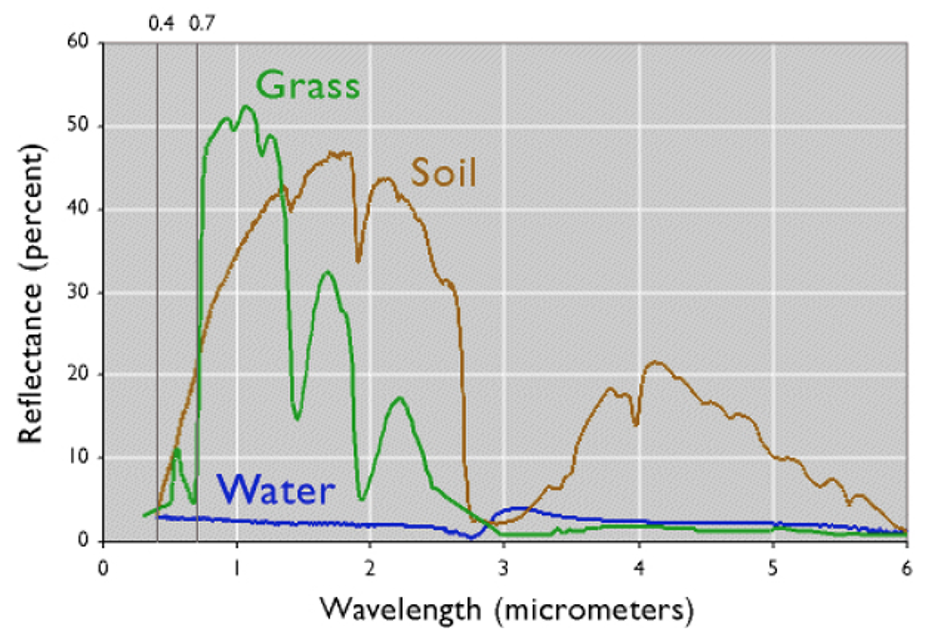 0.4 0.7
60
Grass
50
Soil
40
Reflectance (percent)
30
20
10
Water
0
0 1 2 3 4 5 6
Wavelength (micrometers)